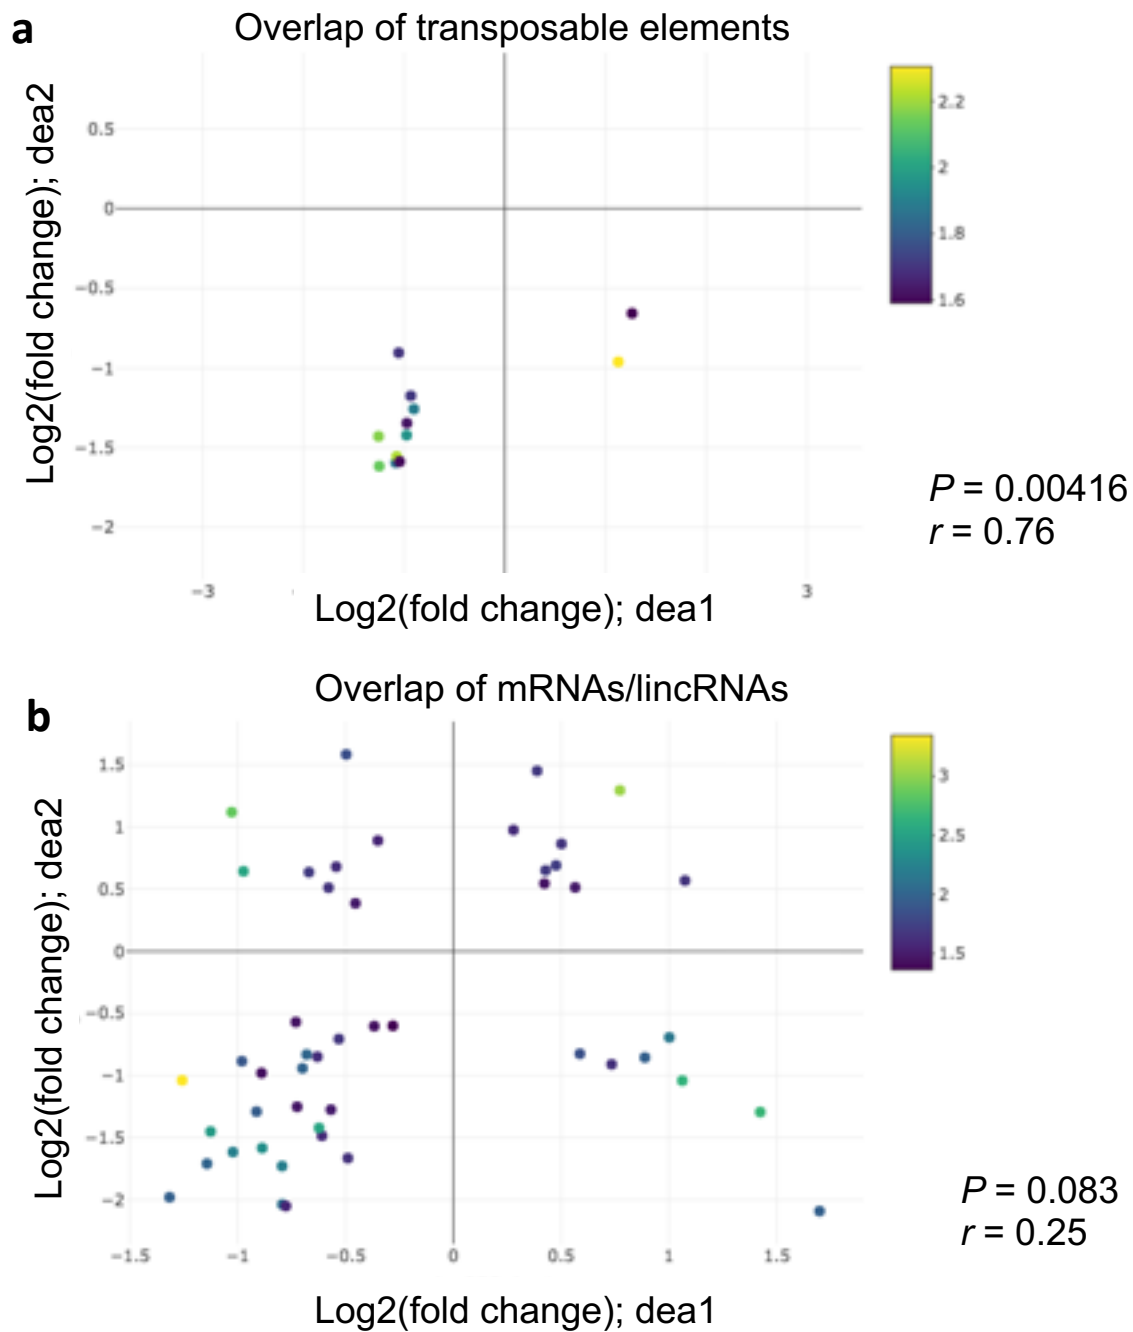 a
Overlap of transposable elements
Log2(fold change); dea2
0.5
0
−0.5
−1
−1.5
−2
−3
3
Log2(fold change); dea1
2.2
2
1.8
1.6
P = 0.00416
r = 0.76
b
Overlap of mRNAs/lincRNAs
Log2(fold change); dea2
1.5
1
0.5
0
−0.5
−1
−1.5
−2
−1.5
−1
−0.5
0
0.5
1
1.5
Log2(fold change); dea1
3
2.5
2
1.5
P = 0.083
r = 0.25